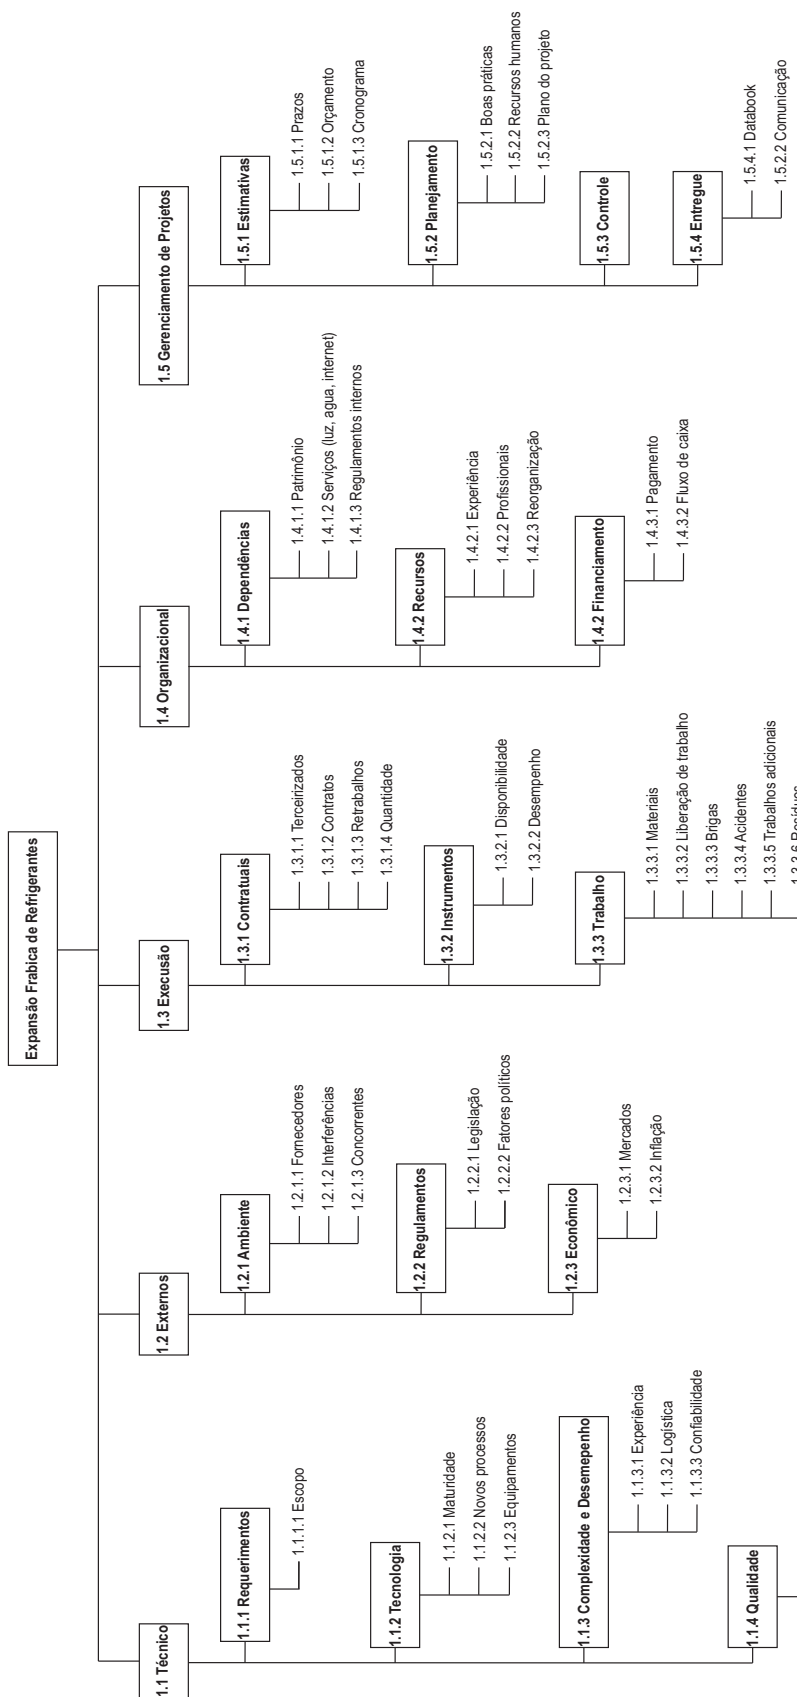 Expansão Frabica de Refrigerantes
1.1 Técnico
1.1.1 Requerimentos
1.1.1.1 Escopo
1.1.2 Tecnologia
1.1.2.1 Maturidade
1.1.2.2 Novos processos
1.1.2.3 Equipamentos
1.1.3 Complexidade e Desemepenho
1.1.3.1 Experiência
1.1.3.2 Logística
1.1.3.3 Confiabilidade
1.1.4 Qualidade
1.2 Externos
1.2.1 Ambiente
1.2.1.1 Fornecedores
1.2.1.2 Interferências
1.2.1.3 Concorrentes
1.2.2 Regulamentos
1.2.2.1 Legislação
1.2.2.2 Fatores políticos
1.2.3 Econômico
1.2.3.1 Mercados
1.2.3.2 Inflação
1.3 Execusão
1.3.1 Contratuais
1.3.1.1 Terceirizados
1.3.1.2 Contratos
1.3.1.3 Retrabalhos
1.3.1.4 Quantidade
1.3.2 Instrumentos
1.3.2.1 Disponibilidade
1.3.2.2 Desempenho
1.3.3 Trabalho
1.3.3.1 Materiais
1.3.3.2 Liberação de trabalho
1.3.3.3 Brigas
1.3.3.4 Acidentes
1.3.3.5 Trabalhos adicionais
1.3.3.6 Resíduos
1.4 Organizacional
1.4.1 Dependências
1.4.1.1 Patrimônio
1.4.1.2 Serviços (luz, agua, internet)
1.4.1.3 Regulamentos internos
1.4.2 Recursos
1.4.2.1 Experiência
1.4.2.2 Profissionais
1.4.2.3 Reorganização
1.4.2 Financiamento
1.4.3.1 Pagamento
1.4.3.2 Fluxo de caixa
1.5 Gerenciamento de Projetos
1.5.1 Estimativas
1.5.1.1 Prazos
1.5.1.2 Orçamento
1.5.1.3 Cronograma
1.5.2 Planejamento
1.5.2.1 Boas práticas
1.5.2.2 Recursos humanos
1.5.2.3 Plano do projeto
1.5.3 Controle
1.5.4 Entregue
1.5.4.1 Databook
1.5.2.2 Comunicação